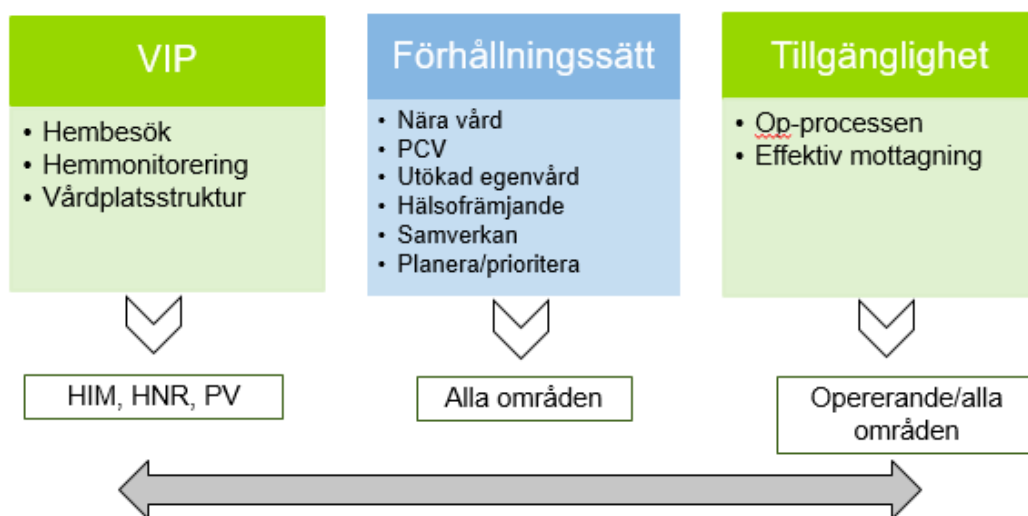 VIP
• Hembesök
• Hemmonitorering
• Vårdplatsstruktur
HIM, HNR, PV
Förhållningssätt
• Nära vård
• PCV
• Utökad egenvård
• Hälsofrämjande
• Samverkan
• Planera/prioritera
Alla områden
Tillgänglighet
• Op-processen
• Effektiv mottagning
Opererande/alla
områden